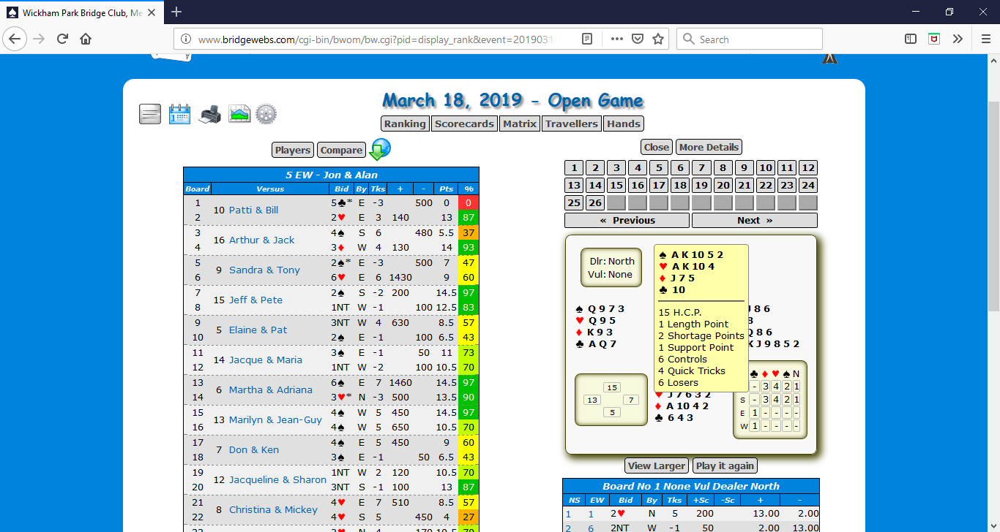 Wickham Park Bridge Club, Me
www.bridgewebs.com/cgi-bin/bwom/bw.cgi?pid=display_rank&event=201903
Search
March 18, 2019 - Open Game
Ranking Scorecards Matrix Travellers Hands
Players Compare
5 EW - Jon & Alan
Board Versus Bid By Tks + - Pts %
1 10 Patti & Bill 5♣* E -3 500 0 0
2 2♥ E 3 140 13 87
3 16 Arthur & Jack 4♠ S 6 480 5.5 37
4 3♦ W 4 130 14 93
5 9 Sandra & Tony 2♠* E -3 500 7 47
6 6♥ E 6 1430 9 60
7 15 Jeff & Pete 2♠ S -2 200 14.5 97
8 1NT W -1 100 12.5 83
9 5 Elaine & Pat 3NT W 4 630 8.5 57
10 2♠ E -1 100 6.5 43
11 14 Jacque & Maria 3♠ E -1 50 11 73
12 1NT W -2 100 10.5 70
13 6 Martha & Adriana 6♠ E 7 1460 14.5 97
14 3♥* N -3 500 13.5 90
15 13 Marilyn & Jean-Guy 4♠ W 5 450 14.5 97
16 4♠ W 5 650 10.5 70
17 7 Don & Ken 4♠ E 5 450 9 60
18 3♠ E -1 50 6.5 43
19 12 Jacqueline & Sharon 1NT W 2 120 10.5 70
20 3NT S -1 100 13 87
21 8 Christina & Mickey 4♥ E 7 510 8.5 57
22 4♥ S 5 450 4 27
Close More Details
1 2 3 4 5 6 7 8 9 10 11 12
13 14 15 16 17 18 19 20 21 22 23 24
25 26
« Previous Next »
Dlr: North
Vul: None
♠ A K 10 5 2
♥ A K 10 4
♦ J 7 5
♣ 10
15 H.C.P.
1 Length Point
2 Shortage Points
1 Support Point
6 Controls
4 Quick Tricks
6 Losers
♠ Q 9 7 3
♥ Q 9 5
♦ K 9 3
♣ A Q 7
J 8 6
8
Q 8 6
K J 9 8 5 2
♥ J 7 6 3 2
♦ A 10 4 2
♣ 6 4 3
15
13 7
5
♣ ♦ ♥ ♠ N
- 3 4 2 1
S - 3 4 2 1
E 1 - - - -
W 1 - - - -
View Larger Play it again
Board No 1 None Vul Dealer North
NS EW Bid By Tks +Sc -Sc + -
1 1 2♥ N 5 200 13.00 2.00
2 6 2NT W -1 50 2.00 13.00